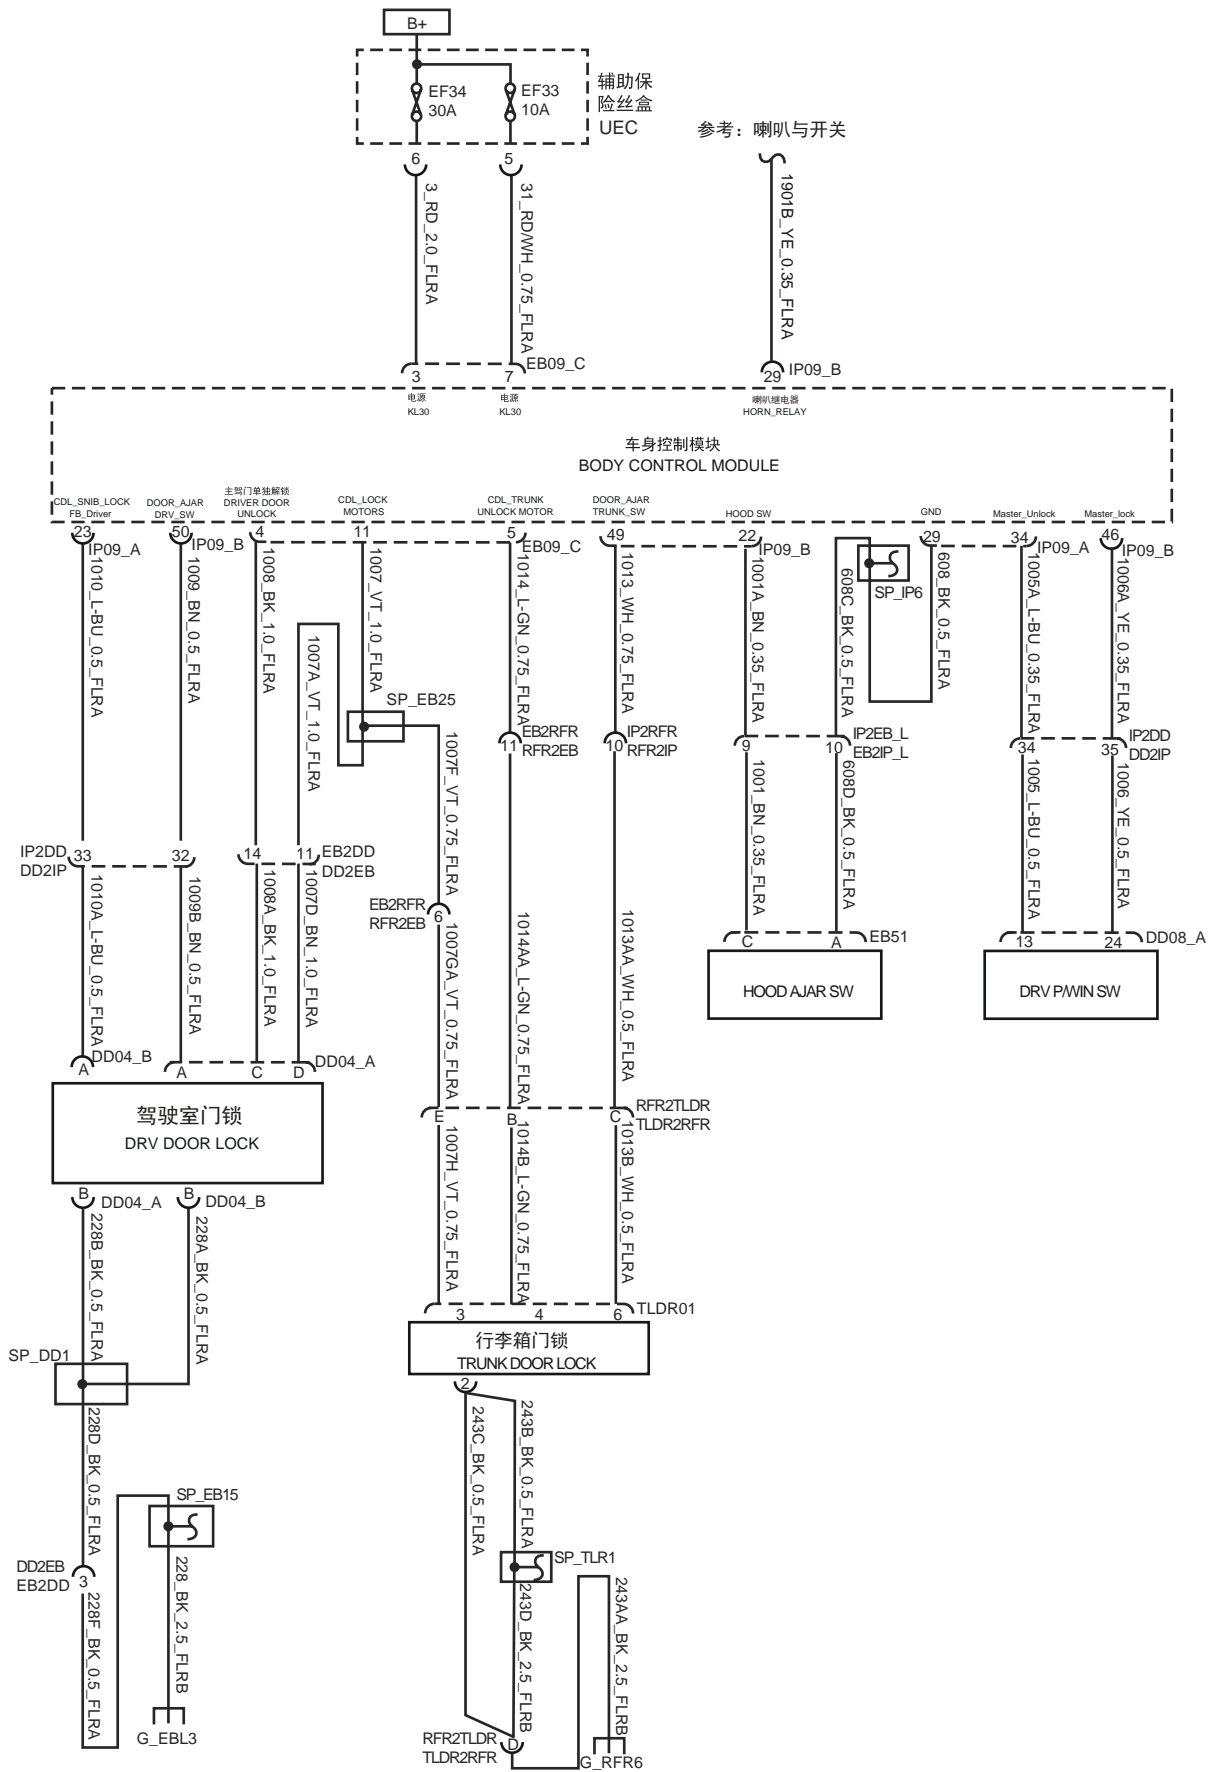 B+
EF34
30A
EF33
10A
辅助保
险丝盒
UEC
参考：喇叭与开关
6
5
3_RD_2.0_FLRA
31_RD/WH_0.75_FLRA
1901B_YE_0.35_FLRA
3
7
EB09_C
29
IP09_B
电源
KL30
电源
KL30
喇叭继电器
HORN_RELAY
车身控制模块
BODY CONTROL MODULE
CDL_SNIB_LOCK
FB_Driver
DOOR_AJAR
DRV_SW
主驾门单独解锁
DRIVER DOOR
UNLOCK
CDL_LOCK
MOTORS
CDL_TRUNK
UNLOCK MOTOR
DOOR_AJAR
TRUNK_SW
HOOD SW
GND
Master_Unlock
Master_lock
23
IP09_A
50
IP09_B
4
11
5
EB09_C
49
22
IP09_B
29
34
IP09_A
46
IP09_B
1010_L-BU_0.5_FLRA
1009_BN_0.5_FLRA
1008_BK_1.0_FLRA
1007A_VT_1.0_FLRA
1007_VT_1.0_FLRA
1014_L-GN_0.75_FLRA
1013_WH_0.75_FLRA
1001A_BN_0.35_FLRA
608C_BK_0.5_FLRA
SP_IP6
608_BK_0.5_FLRA
1005A_L-BU_0.35_FLRA
1006A_YE_0.35_FLRA
SP_EB25
1007F_VT_0.75_FLRA
11
EB2RFR
RFR2EB
10
IP2RFR
RFR2IP
9
10
IP2EB_L
EB2IP_L
34
35
IP2DD
DD2IP
1001_BN_0.35_FLRA
608D_BK_0.5_FLRA
1005_L-BU_0.5_FLRA
1006_YE_0.5_FLRA
IP2DD
DD2IP
33
32
14
11
EB2DD
DD2EB
1010A_L-BU_0.5_FLRA
1009B_BN_0.5_FLRA
1008A_BK_1.0_FLRA
1007D_BN_1.0_FLRA
EB2RFR
RFR2EB
6
1007GA_VT_0.75_FLRA
1014AA_L-GN_0.75_FLRA
1013AA_WH_0.5_FLRA
C
A
EB51
HOOD AJAR SW
13
24
DD08_A
DRV P/WIN SW
A
DD04_B
A
C
D
DD04_A
驾驶室门锁
DRV DOOR LOCK
E
B
C
RFR2TLDR
TLDR2RFR
1007H_VT_0.75_FLRA
1014B_L-GN_0.75_FLRA
1013B_WH_0.5_FLRA
B
DD04_A
B
DD04_B
228B_BK_0.5_FLRA
228A_BK_0.5_FLRA
3
4
6
TLDR01
行李箱门锁
TRUNK DOOR LOCK
2
SP_DD1
228D_BK_0.5_FLRA
243C_BK_0.5_FLRA
243B_BK_0.5_FLRA
SP_EB15
SP_TLR1
DD2EB
EB2DD
3
228F_BK_0.5_FLRA
228_BK_2.5_FLRB
243D_BK_2.5_FLRB
243AA_BK_2.5_FLRB
G_EBL3
RFR2TLDR
TLDR2RFR
D
G_RFR6